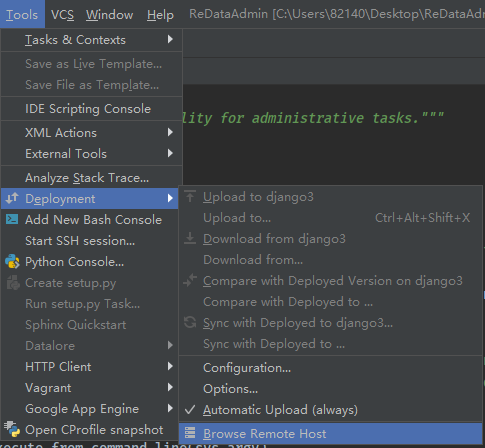 Tools VCS Window Help ReDataAdmin [C:\Users\82140\Desktop\ReDataAdmin
Tasks & Contexts
Save as Live Template...
Save File as Template...
IDE Scripting Console
lity for administrative tasks."""
XML Actions
External Tools
Analyze Stack Trace...
Deployment
Add New Bash Console
Start SSH session...
Python Console...
Create setup.py
Run setup.py Task...
Sphinx Quickstart
Datalore
HTTP Client
Vagrant
Google App Engine
Open CProfile snapshot
Upload to django3
Upload to... Ctrl+Alt+Shift+X
Download from django3
Download from...
Compare with Deployed Version on django3
Compare with Deployed to ...
Sync with Deployed to django3...
Sync with Deployed to ...
Configuration...
Options...
Automatic Upload (always)
Browse Remote Host